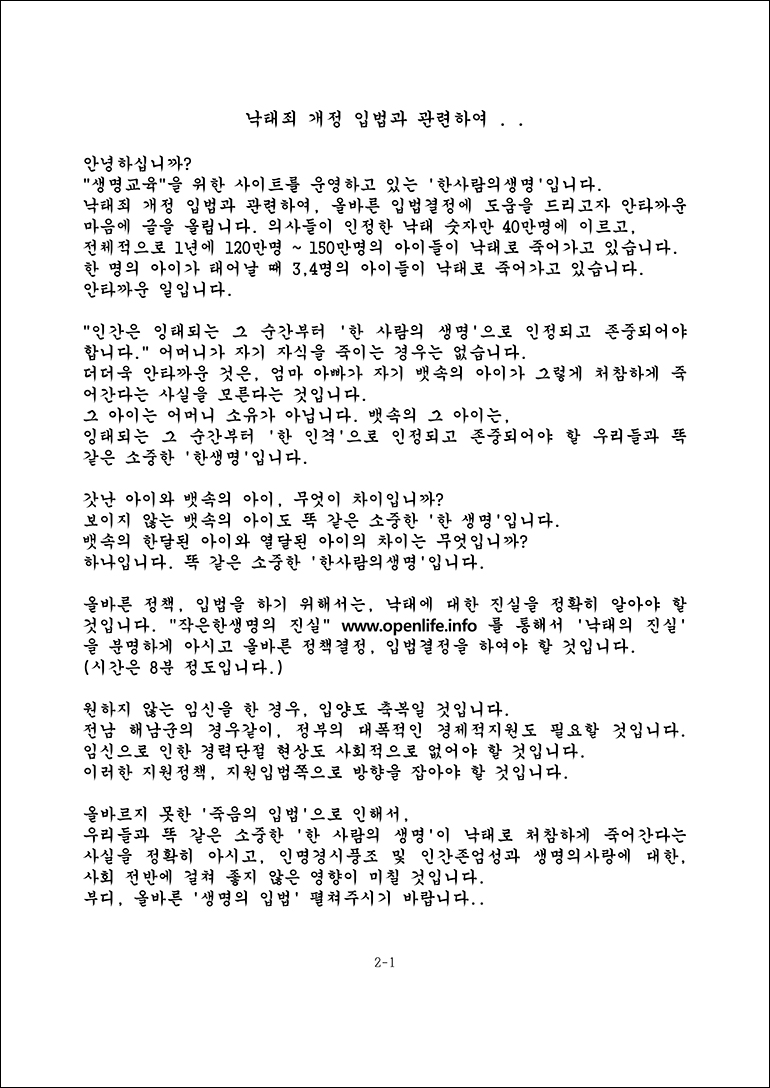 낙태죄 개정 입법과 관련하여 . .
안녕하십니까?
"생명교육"을 위한 사이트를 운영하고 있는 '한사람의생명'입니다.
낙태죄 개정 입법과 관련하여, 올바른 입법결정에 도움을 드리고자 안타까운
마음에 글을 올립니다. 의사들이 인정한 낙태 숫자만 40만명에 이르고,
전체적으로 1년에 120만명 ~ 150만명의 아이들이 낙태로 죽어가고 있습니다.
한 명의 아이가 태어날 때 3,4명의 아이들이 낙태로 죽어가고 있습니다.
안타까운 일입니다.
"인간은 잉태되는 그 순간부터 '한 사람의 생명'으로 인정되고 존중되어야
합니다." 어머니가 자기 자식을 죽이는 경우는 없습니다.
더더욱 안타까운 것은, 엄마 아빠가 자기 뱃속의 아이가 그렇게 처참하게 죽
어간다는 사실을 모른다는 것입니다.
그 아이는 어머니 소유가 아닙니다. 뱃속의 그 아이는,
잉태되는 그 순간부터 '한 인격'으로 인정되고 존중되어야 할 우리들과 똑
같은 소중한 '한생명'입니다.
갓난 아이와 뱃속의 아이, 무엇이 차이입니까?
보이지 않는 뱃속의 아이도 똑 같은 소중한 '한 생명'입니다.
뱃속의 한달된 아이와 열달된 아이의 차이는 무엇입니까?
하나입니다. 똑 같은 소중한 '한사람의생명'입니다.
올바른 정책, 입법을 하기 위해서는, 낙태에 대한 진실을 정확히 알아야 할
것입니다. "작은한생명의 진실" www.openlife.info 를 통해서 '낙태의 진실'
을 분명하게 아시고 올바른 정책결정, 입법결정을 하여야 할 것입니다.
(시간은 8분 정도입니다.)
원하지 않는 임신을 한 경우, 입양도 축복일 것입니다.
전남 해남군의 경우같이, 정부의 대폭적인 경제적지원도 필요할 것입니다.
임신으로 인한 경력단절 현상도 사회적으로 없어야 할 것입니다.
이러한 지원정책, 지원입법쪽으로 방향을 잡아야 할 것입니다.
올바르지 못한 '죽음의 입법'으로 인해서,
우리들과 똑 같은 소중한 '한 사람의 생명'이 낙태로 처참하게 죽어간다는
사실을 정확히 아시고, 인명경시풍조 및 인간존엄성과 생명의사랑에 대한,
사회 전반에 걸쳐 좋지 않은 영향이 미칠 것입니다.
부디, 올바른 '생명의 입법' 펼쳐주시기 바랍니다..
2-1